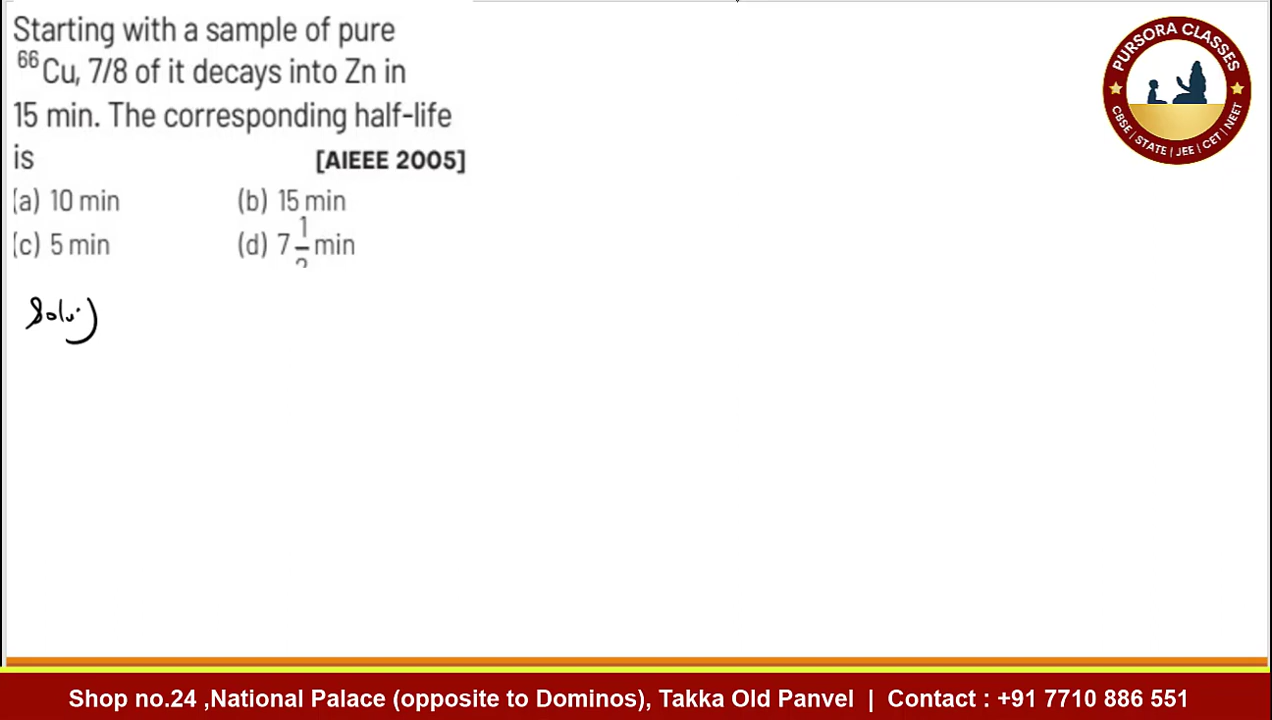 Starting with a sample of pure
⁶⁶Cu, 7/8 of it decays into Zn in
15 min. The corresponding half-life
is [AIEEE 2005]
(a) 10 min (b) 15 min
(c) 5 min (d) 7 1/2 min
Solu:)
PURSORA CLASSES
CBSE | STATE | JEE | CET | NEET
Shop no.24 ,National Palace (opposite to Dominos), Takka Old Panvel | Contact : +91 7710 886 551